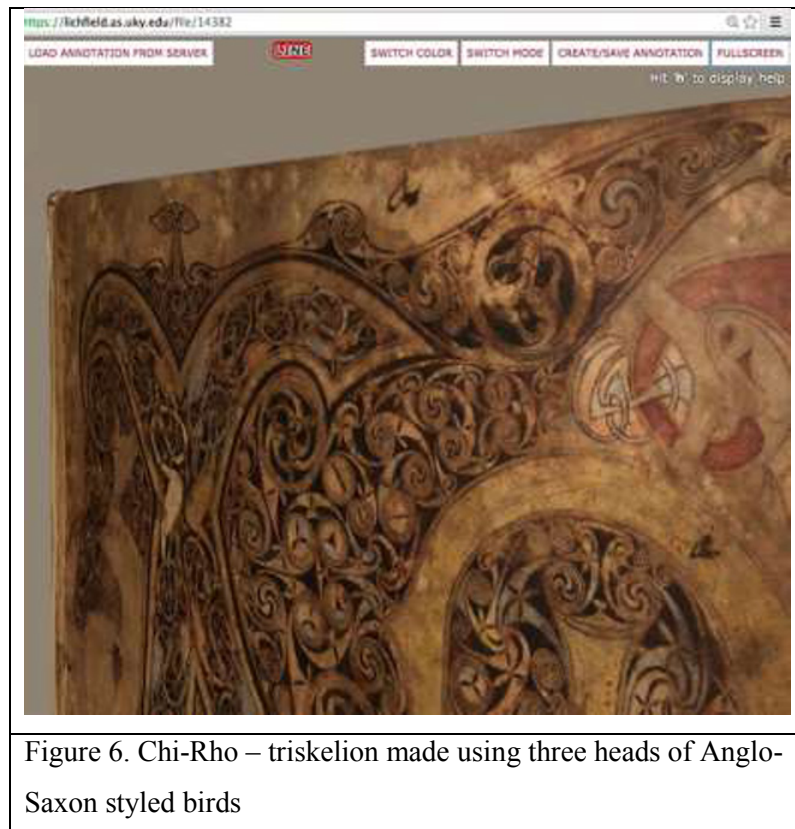 https://lichfield.as.uky.edu/file/14382
LOAD ANNOTATION FROM SERVER LINE SWITCH COLOR SWITCH MODE CREATE/SAVE ANNOTATION FULLSCREEN
Hit 'h' to display help
Figure 6. Chi-Rho – triskelion made using three heads of Anglo-
Saxon styled birds